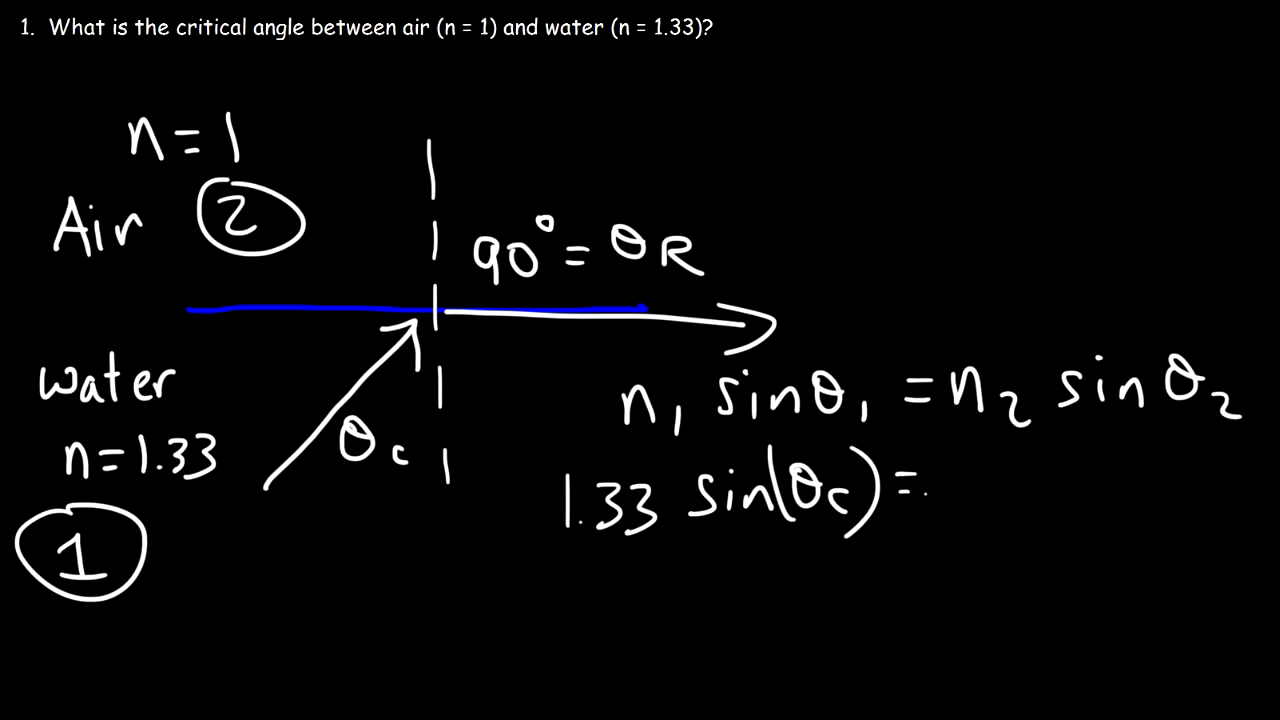 1. What is the critical angle between air (n = 1) and water (n = 1.33)?
n=1
Air 2
90°=θR
water
n=1.33
θc
1
n₁ sinθ₁ =n₂ sinθ₂
1.33 sin(θc)=